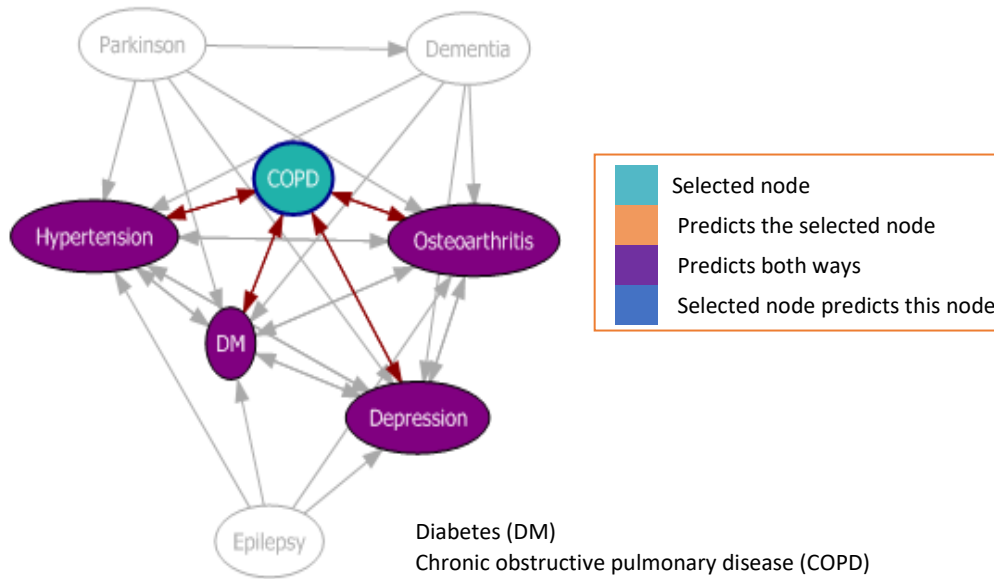 Parkinson
Dementia
COPD
Hypertension
Osteoarthritis
DM
Depression
Epilepsy
Selected node
Predicts the selected node
Predicts both ways
Selected node predicts this node
Diabetes (DM)
Chronic obstructive pulmonary disease (COPD)